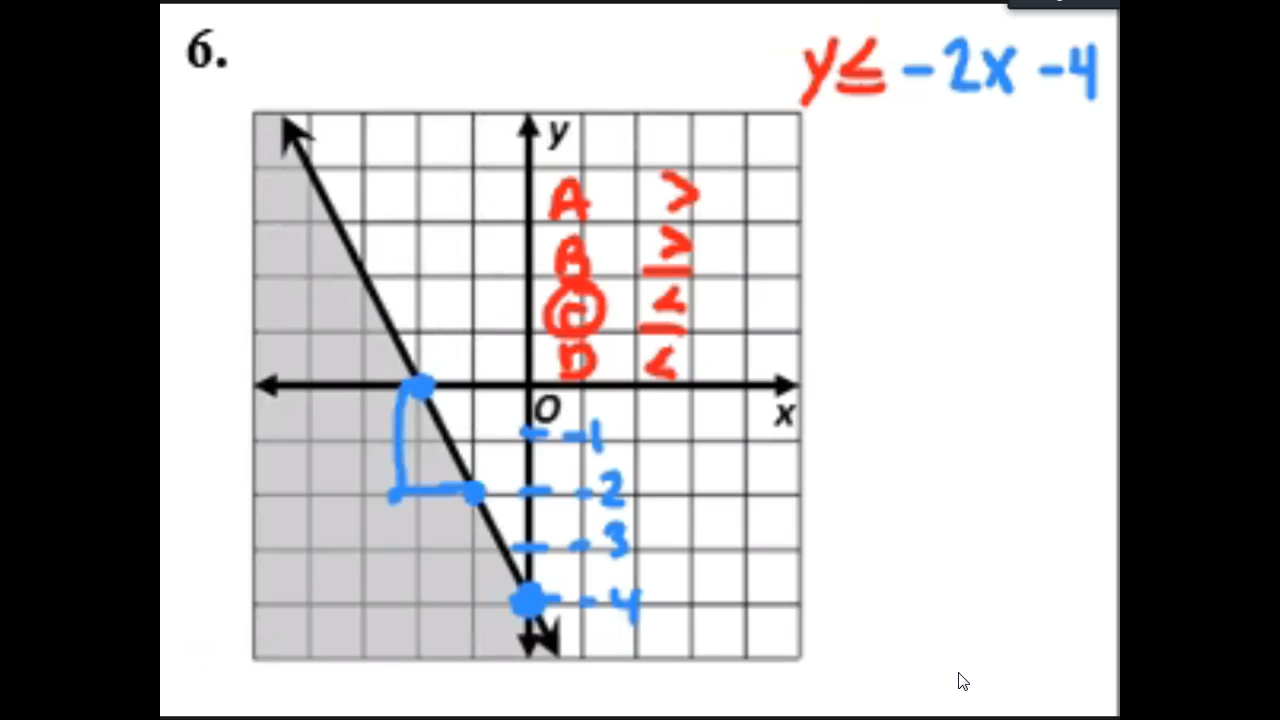 6.
y ≤ -2x -4
y
A >
B ≥
C ≤
D <
O
x
-1
-2
-3
-4